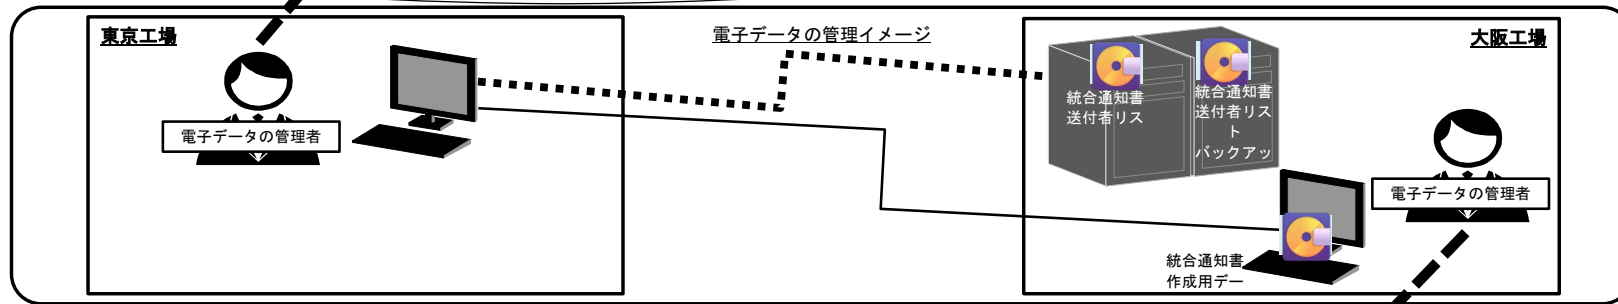 電子データの管理イメージ
東京工場
電子データの管理者
大阪工場
統合通知書
送付者リス
統合通知書
送付者リス
ト
バックアッ
電子データの管理者
統合通知書
作成用デー